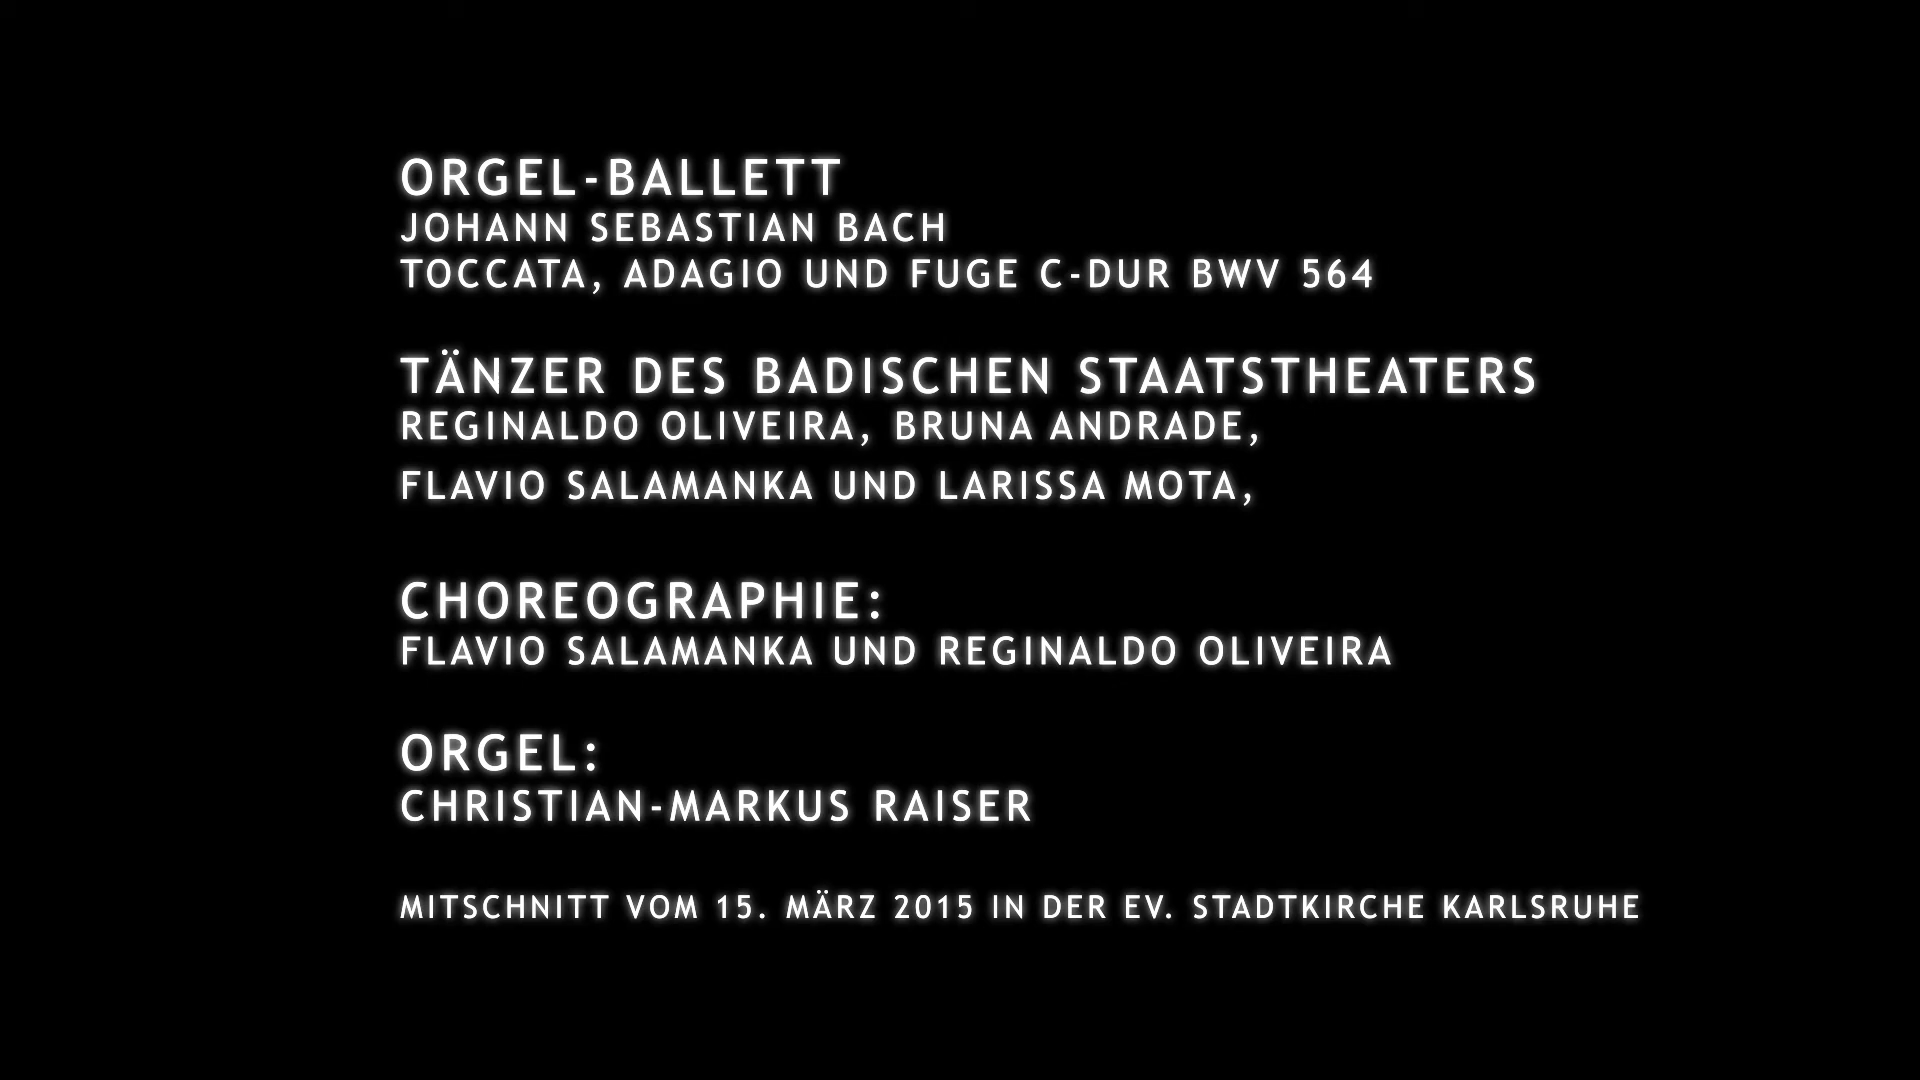 ORGEL-BALLETT
JOHANN SEBASTIAN BACH
TOCCATA, ADAGIO UND FUGE C-DUR BWV 564
TÄNZER DES BADISCHEN STAATSTHEATERS
REGINALDO OLIVEIRA, BRUNA ANDRADE,
FLAVIO SALAMANKA UND LARISSA MOTA,
CHOREOGRAPHIE:
FLAVIO SALAMANKA UND REGINALDO OLIVEIRA
ORGEL:
CHRISTIAN-MARKUS RAISER
MITSCHNITT VOM 15. MÄRZ 2015 IN DER EV. STADTKIRCHE KARLSRUHE